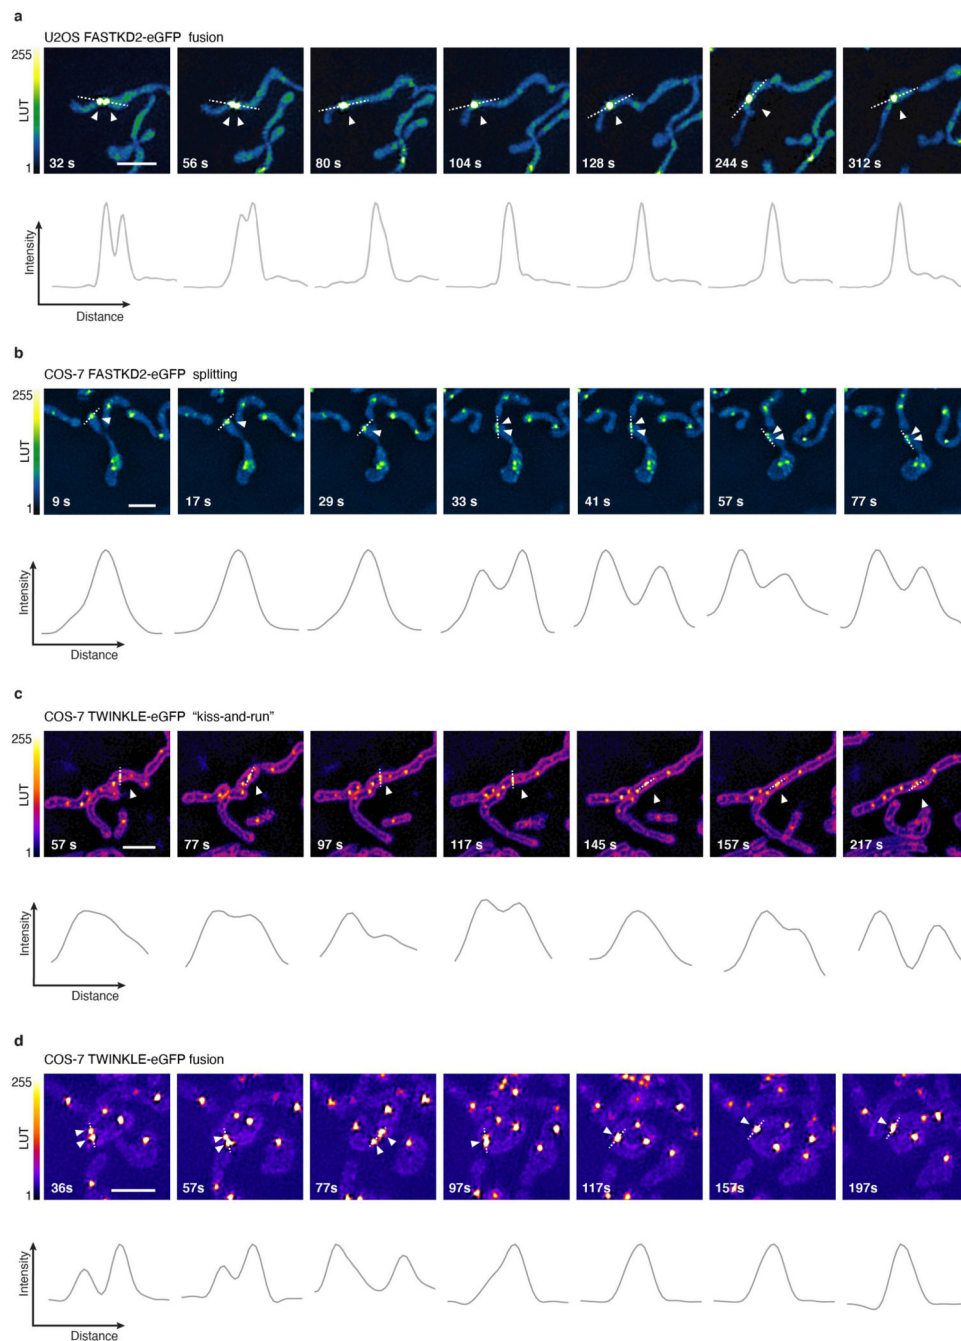 a
U2OS FASTKD2-eGFP fusion
255
LUT
1
32 s
56 s
80 s
104 s
128 s
244 s
312 s
Intensity
Distance
b
COS-7 FASTKD2-eGFP splitting
255
LUT
1
9 s
17 s
29 s
33 s
41 s
57 s
77 s
Intensity
Distance
c
COS-7 TWINKLE-eGFP “kiss-and-run”
255
LUT
1
57 s
77 s
97 s
117 s
145 s
157 s
217 s
Intensity
Distance
d
COS-7 TWINKLE-eGFP fusion
255
LUT
1
36s
57s
77s
97s
117s
157s
197s
Intensity
Distance